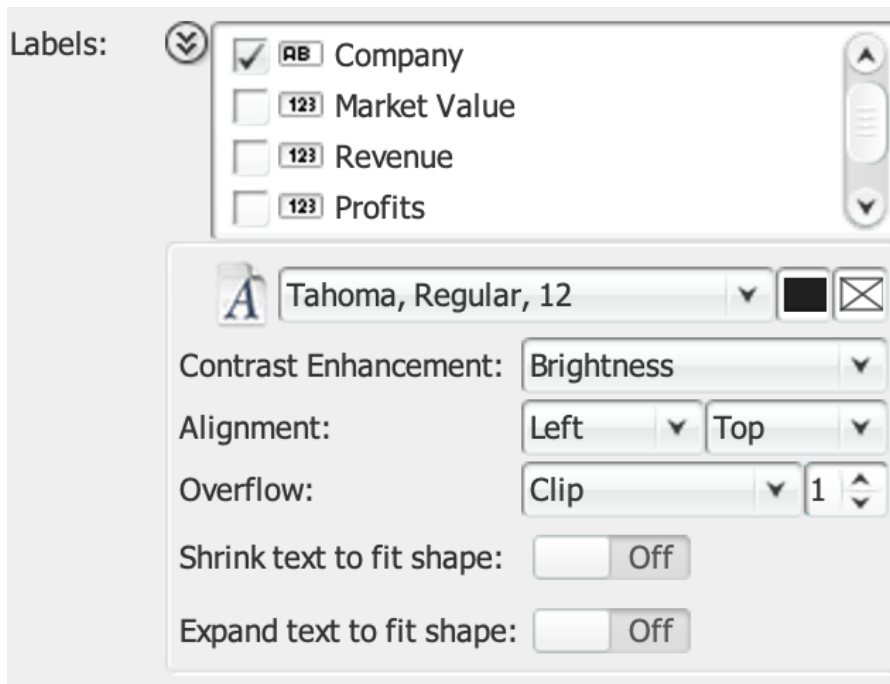 Labels:
AB Company
123 Market Value
123 Revenue
123 Profits
A Tahoma, Regular, 12
Contrast Enhancement: Brightness
Alignment: Left Top
Overflow: Clip 1
Shrink text to fit shape: Off
Expand text to fit shape: Off